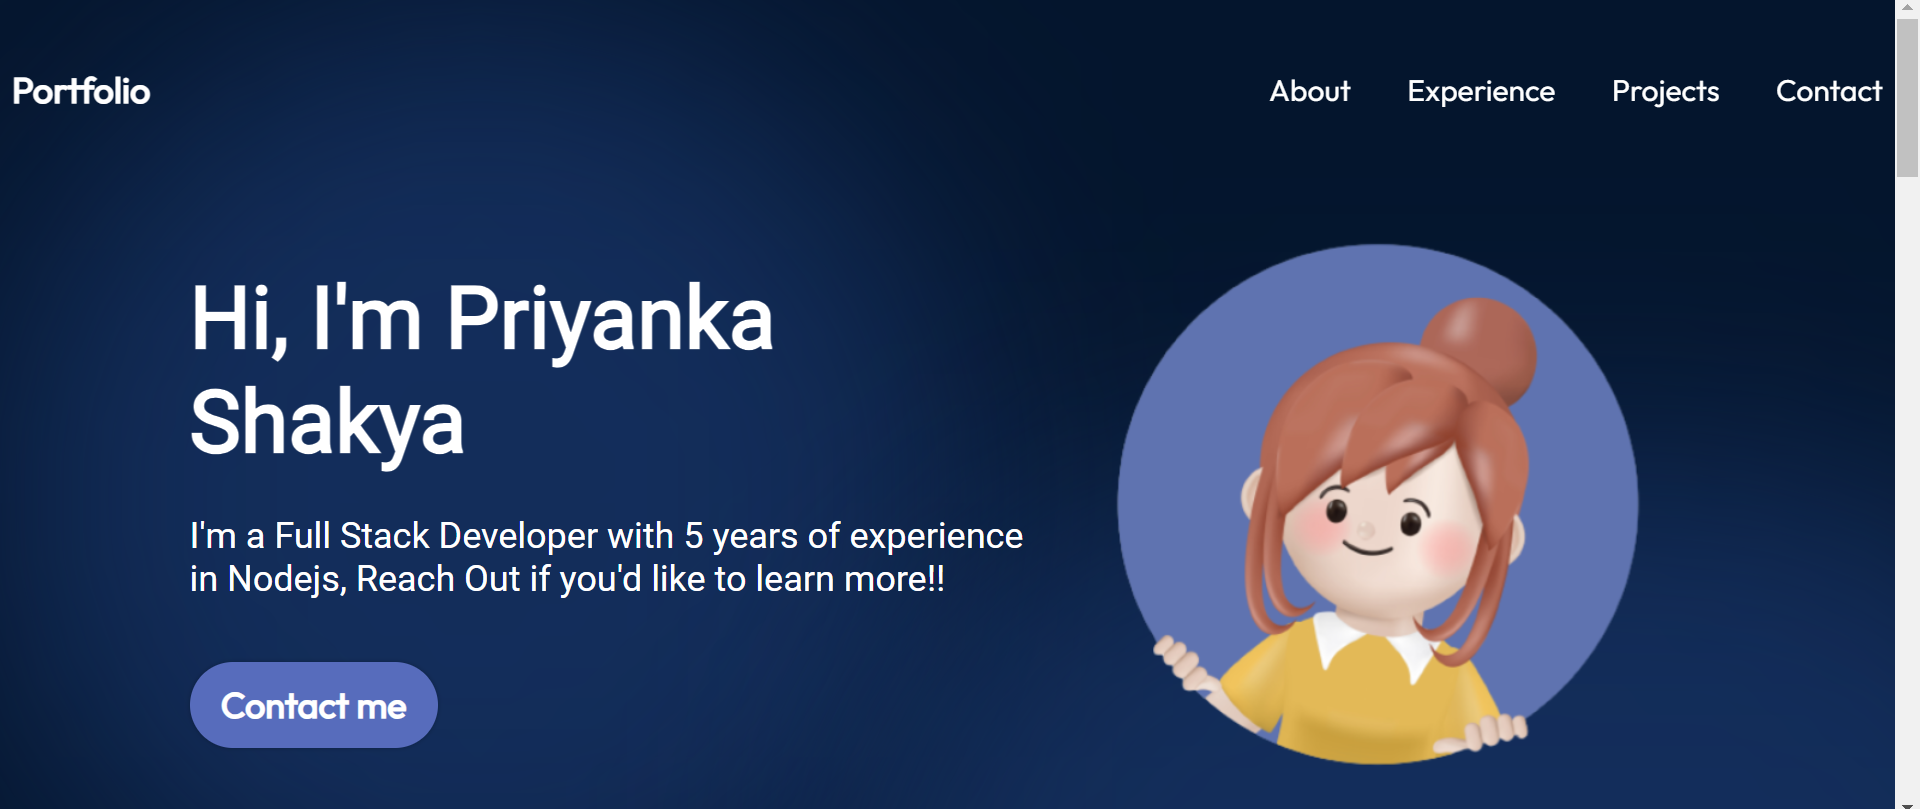 Portfolio
About
Experience
Projects
Contact
Hi, I'm Priyanka
Shakya
I'm a Full Stack Developer with 5 years of experience
in Nodejs, Reach Out if you'd like to learn more!!
Contact me